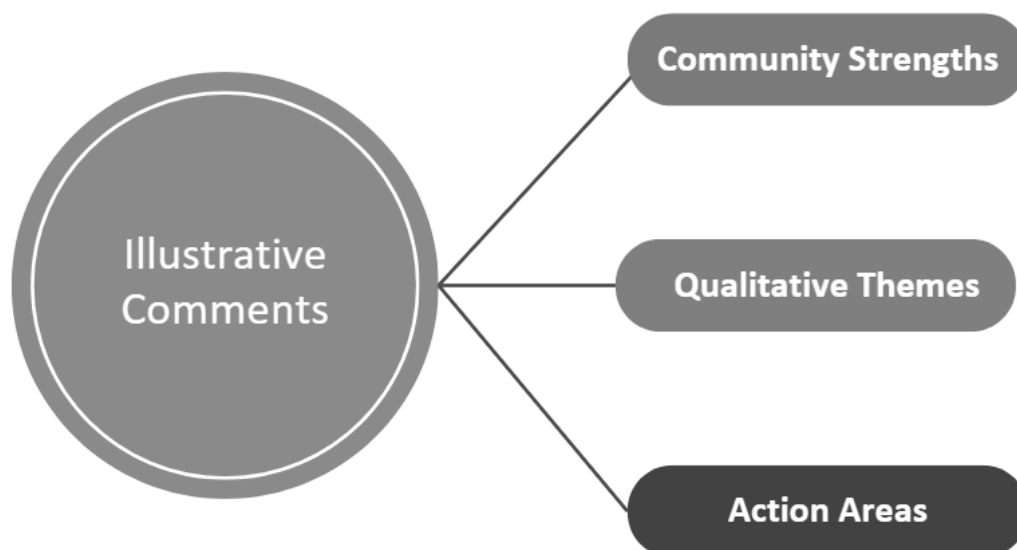 Illustrative
Comments
Community Strengths
Qualitative Themes
Action Areas